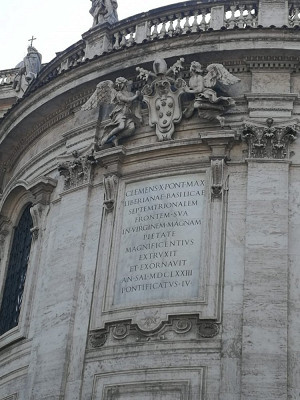 CLEMENS·X·PONT·MAX
LIBERIANAE·BASILICAE
SEPTEMTRIONALEM
FRONTEM·SVA
IN·VIRGINEM·MAGNAM
PIETATE
MAGNIFICENTIVS
EXTRVXIT
ET·EXORNAVIT
AN·SAL·M·DCLXXIII
PONTIFICATVS·IV·